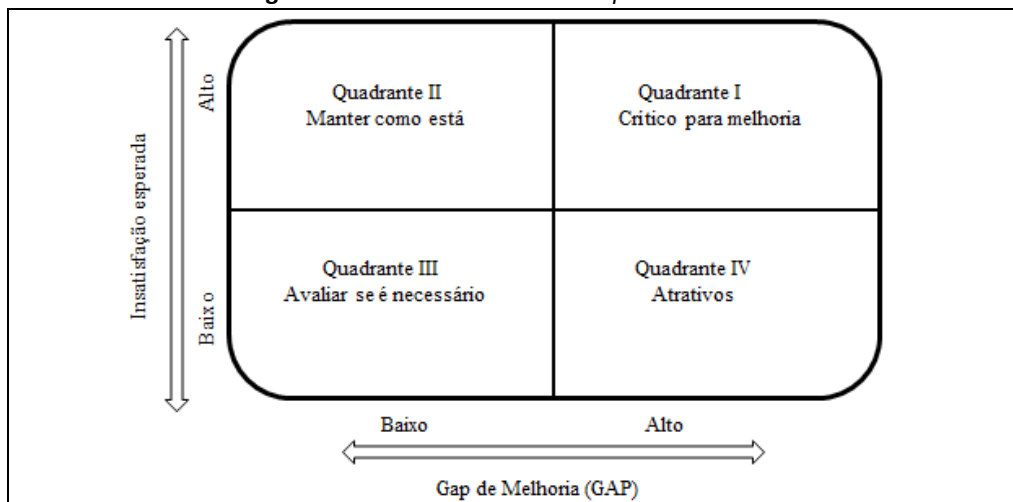 Quadrante II
Manter como está
Quadrante I
Critico para melhoria
Quadrante III
Avaliar se é necessário
Quadrante IV
Atrativos
Insatisfação esperada
Alto
Baixo
Baixo
Alto
Gap de Melhoria (GAP)